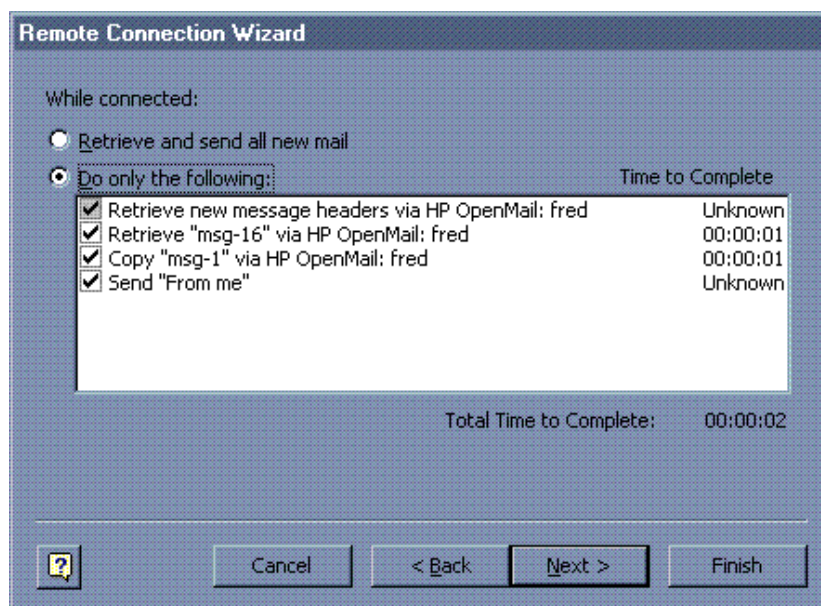 Remote Connection Wizard
While connected:
Retrieve and send all new mail
Do only the following: Time to Complete
Retrieve new message headers via HP OpenMail: fred Unknown
Retrieve "msg-16" via HP OpenMail: fred 00:00:01
Copy "msg-1" via HP OpenMail: fred 00:00:01
Send "From me" Unknown
Total Time to Complete: 00:00:02
? Cancel < Back Next > Finish